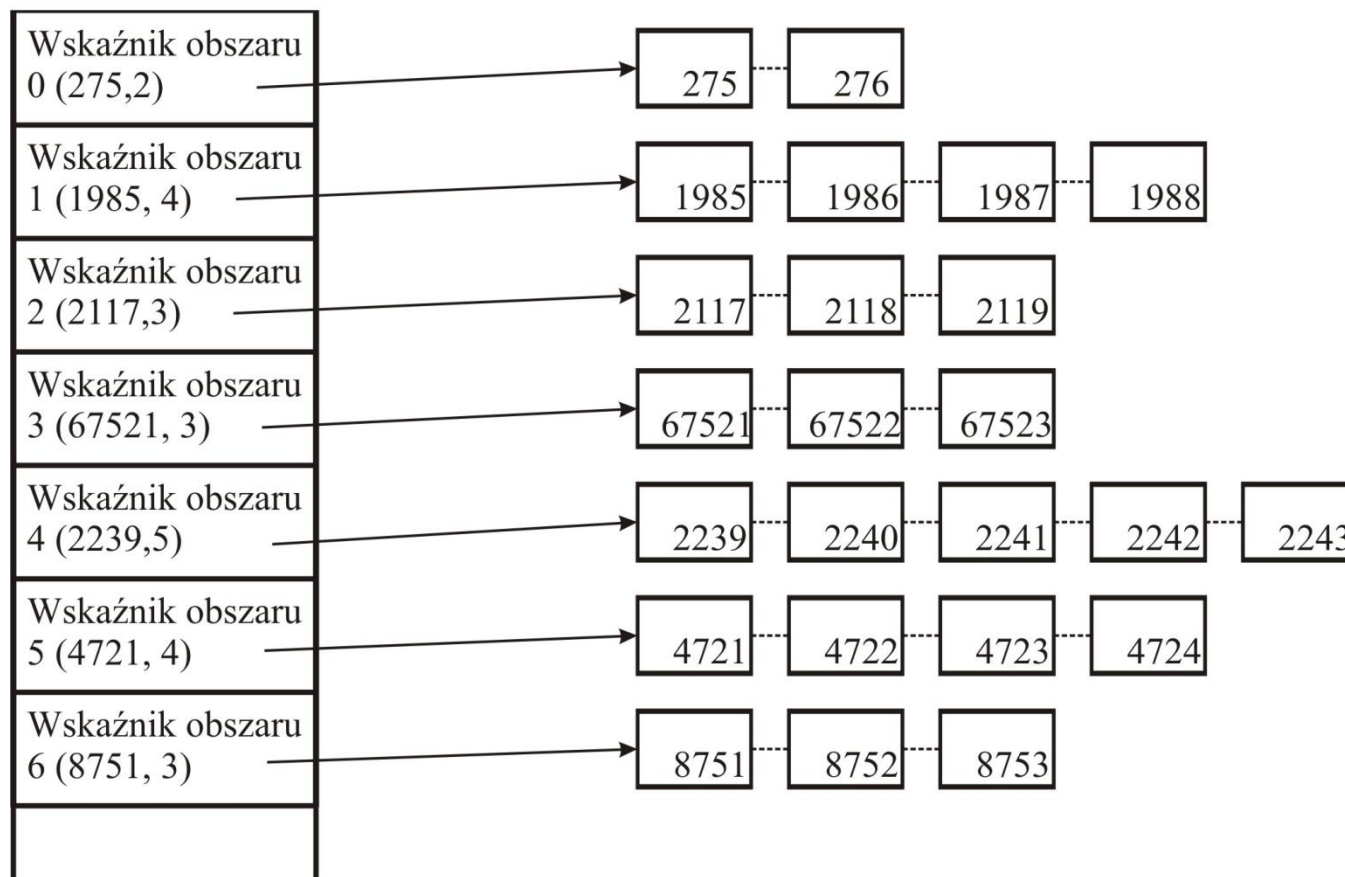 Wskaźnik obszaru
0 (275,2)
275 276
Wskaźnik obszaru
1 (1985, 4)
1985 1986 1987 1988
Wskaźnik obszaru
2 (2117,3)
2117 2118 2119
Wskaźnik obszaru
3 (67521, 3)
67521 67522 67523
Wskaźnik obszaru
4 (2239,5)
2239 2240 2241 2242 2243
Wskaźnik obszaru
5 (4721, 4)
4721 4722 4723 4724
Wskaźnik obszaru
6 (8751, 3)
8751 8752 8753